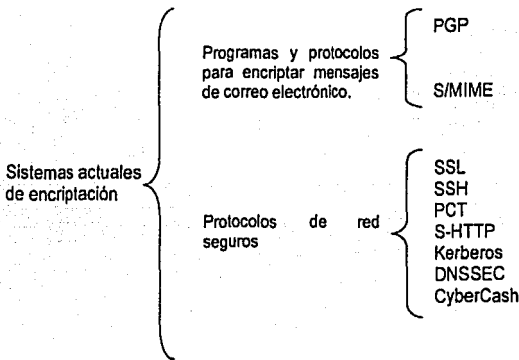 Sistemas actuales
de encriptación
Programas y protocolos
para encriptar mensajes
de correo electrónico.
PGP
S/MIME
Protocolos de red
seguros
SSL
SSH
PCT
S-HTTP
Kerberos
DNSSEC
CyberCash